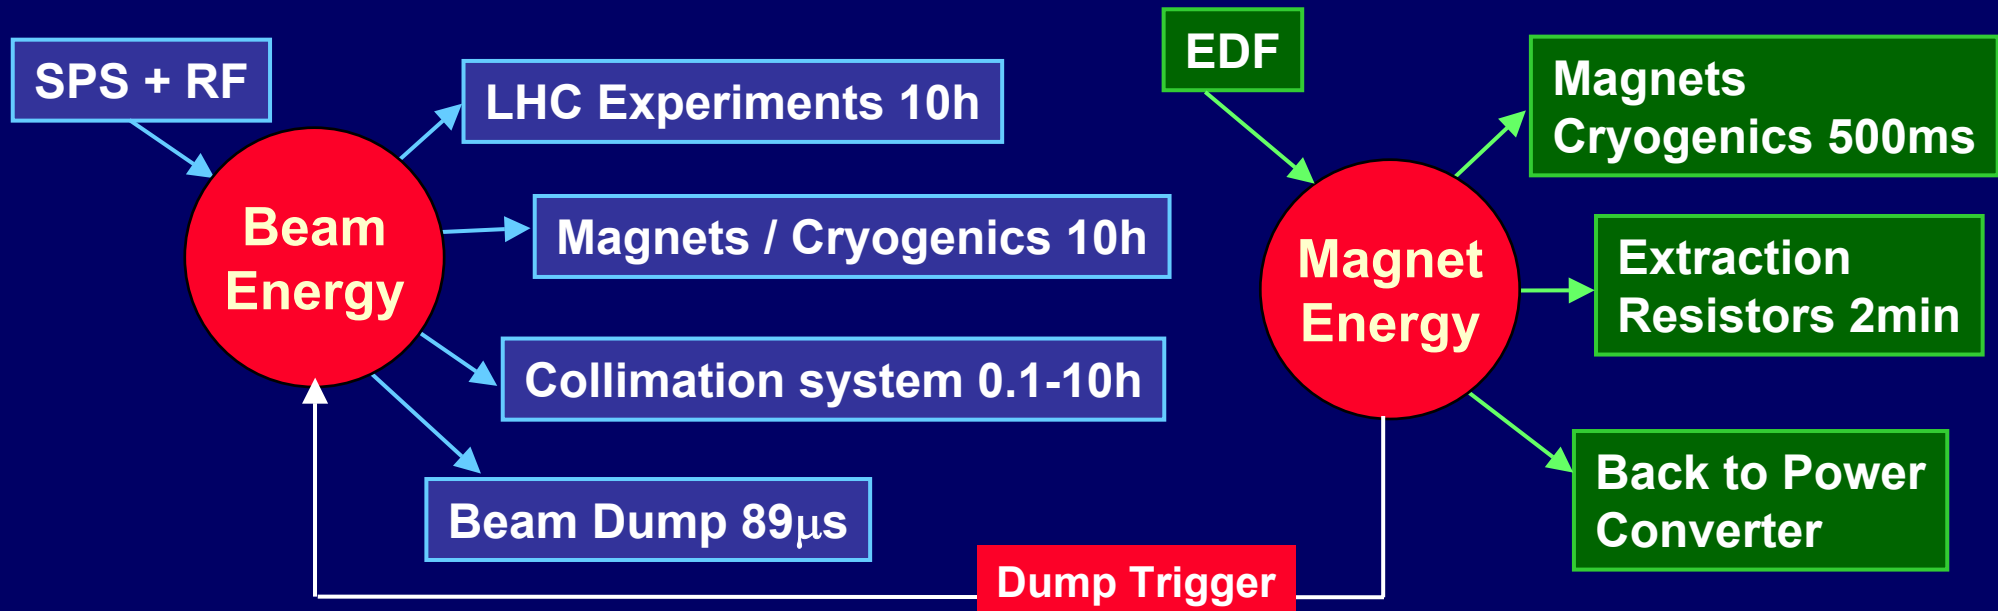 SPS + RF
LHC Experiments 10h
Beam
Energy
Magnets / Cryogenics 10h
Collimation system 0.1-10h
Beam Dump 89μs
EDF
Magnets
Cryogenics 500ms
Magnet
Energy
Extraction
Resistors 2min
Back to Power
Converter
Dump Trigger